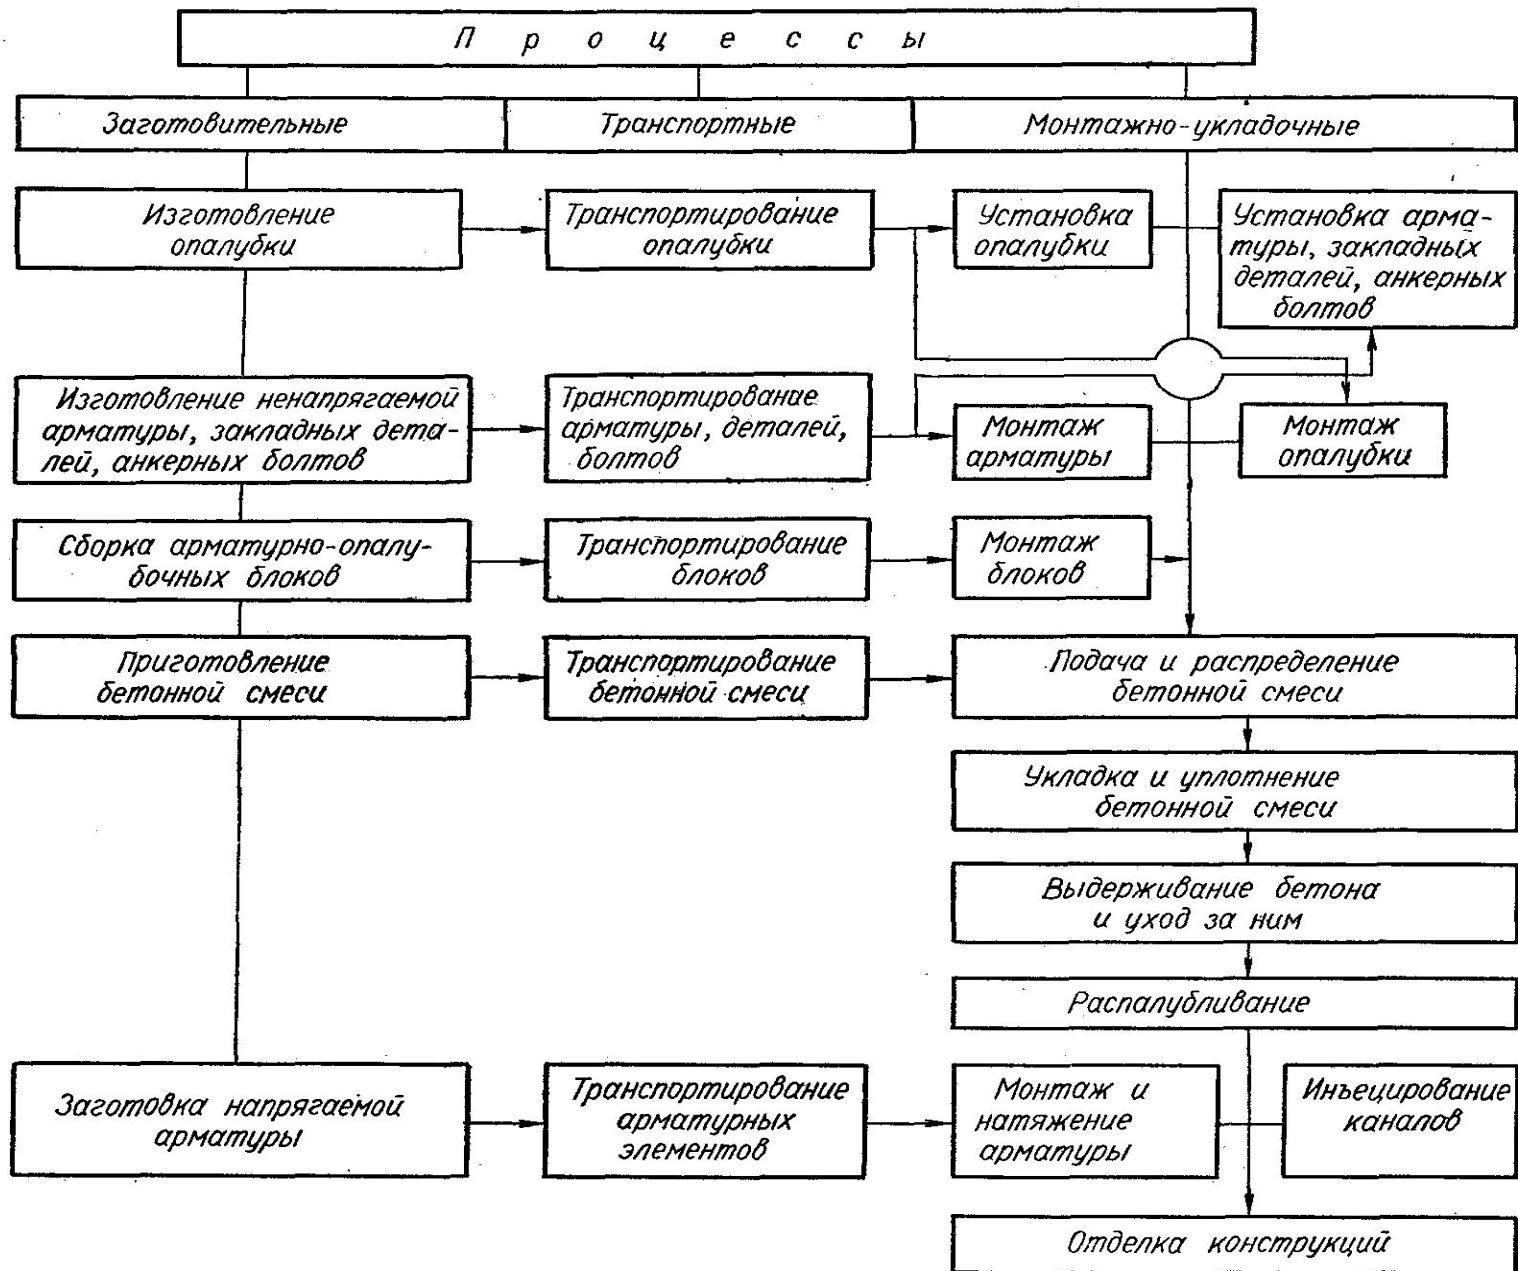 Процессы
Заготовительные
Транспортные
Монтажно-укладочные
Изготовление
опалубки
Транспортирование
опалубки
Установка
опалубки
Установка арма-
туры, закладных
деталей, анкерных
болтов
Изготовление ненапрягаемой
арматуры, закладных дета-
лей, анкерных болтов
Транспортирование
арматуры, деталей,
болтов
Монтаж
арматуры
Монтаж
опалубки
Сборка арматурно-опалу-
бочных блоков
Транспортирование
блоков
Монтаж
блоков
Приготовление
бетонной смеси
Транспортирование
бетонной смеси
Подача и распределение
бетонной смеси
Укладка и уплотнение
бетонной смеси
Выдерживание бетона
и уход за ним
Распалубливание
Заготовка напрягаемой
арматуры
Транспортирование
арматурных
элементов
Монтаж и
натяжение
арматуры
Инъецирование
каналов
Отделка конструкций